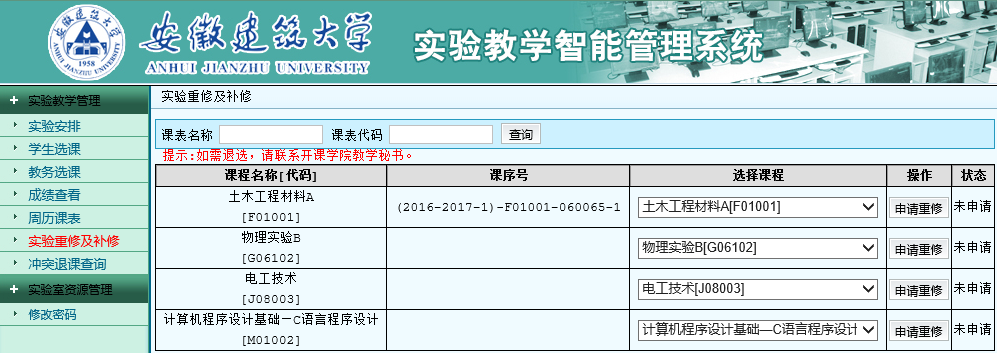 安徽建筑大学
1958
ANHUI JIANZHU UNIVERSITY
实验教学智能管理系统
实验教学管理
实验安排
学生选课
教务选课
成绩查看
周历课表
实验重修及补修
冲突退课查询
实验室资源管理
修改密码
实验重修及补修
课表名称 课表代码 查询
提示:如需退选，请联系开课学院教学秘书。
课程名称[代码] 课序号 选择课程 操作 状态
土木工程材料A
[F01001] (2016-2017-1)-F01001-060065-1 土木工程材料A[F01001] 申请重修 未申请
物理实验B
[G06102] 物理实验B[G06102] 申请重修 未申请
电工技术
[J08003] 电工技术[J08003] 申请重修 未申请
计算机程序设计基础－C语言程序设计
[M01002] 计算机程序设计基础—C语言程序设计 申请重修 未申请